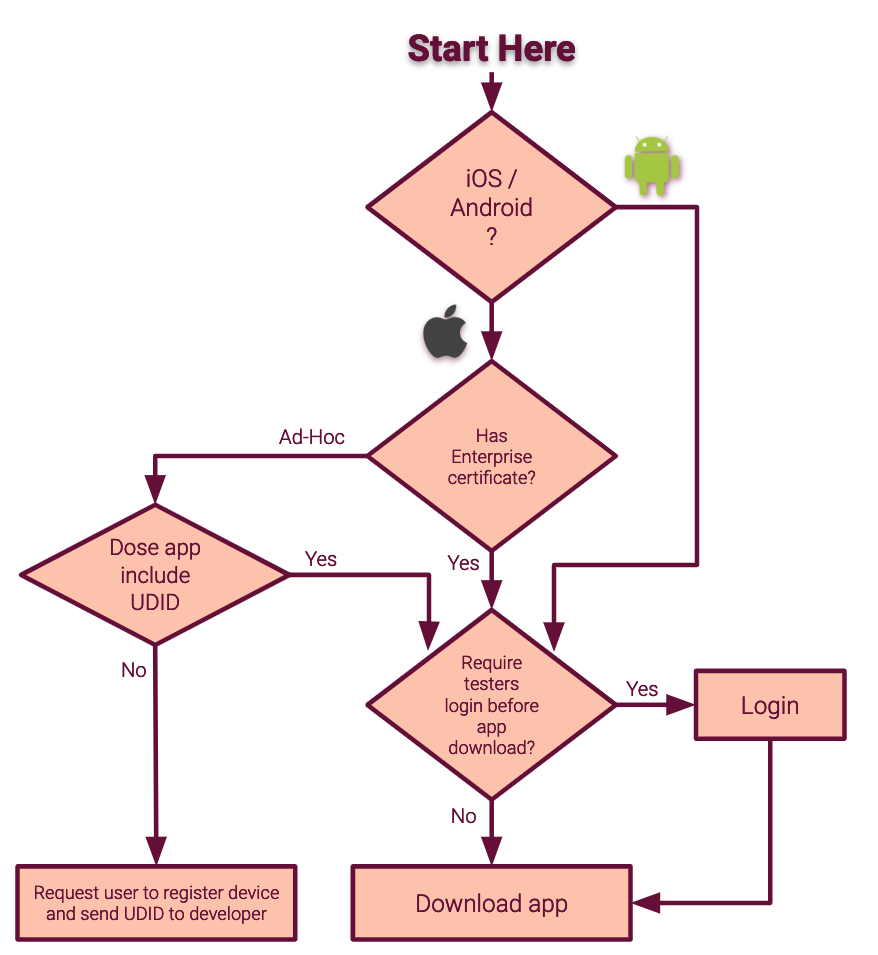 Start Here
iOS /
Android
?
Ad-Hoc
Has
Enterprise
certificate?
Dose app
include
UDID
Yes
Yes
No
Require
testers
login before
app
download?
Yes
Login
No
Request user to register device
and send UDID to developer
Download app